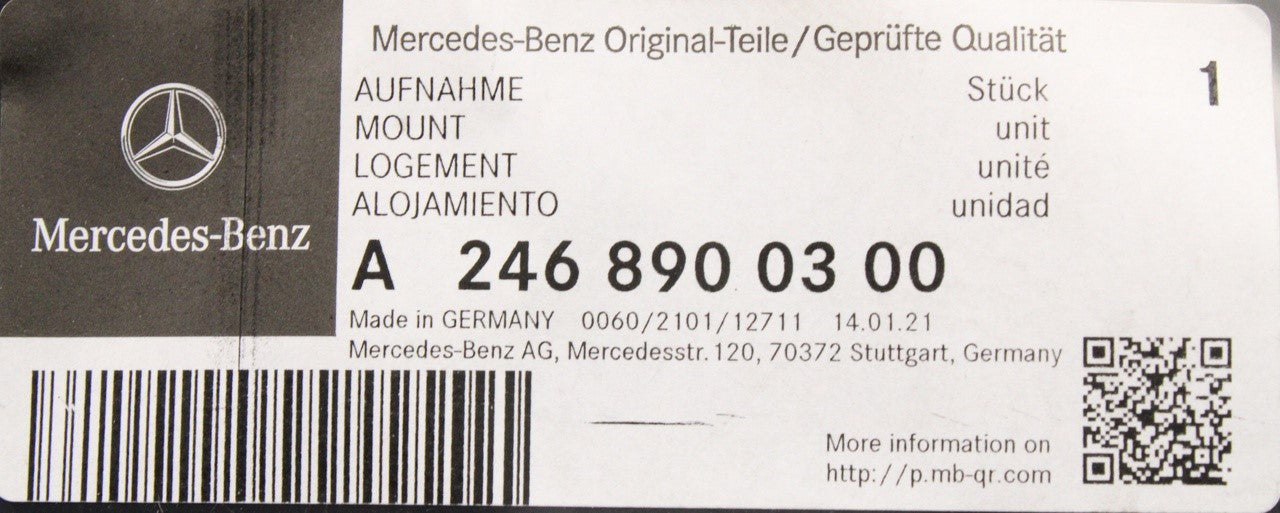 Mercedes-Benz
Mercedes-Benz Original-Teile/Geprüfte Qualität
AUFNAHME Stück 1
MOUNT unit
LOGEMENT unité
ALOJAMIENTO unidad
A 246 890 03 00
Made in GERMANY 0060/2101/12711 14.01.21
Mercedes-Benz AG, Mercedesstr. 120, 70372 Stuttgart, Germany
More information on
http://p.mb-qr.com